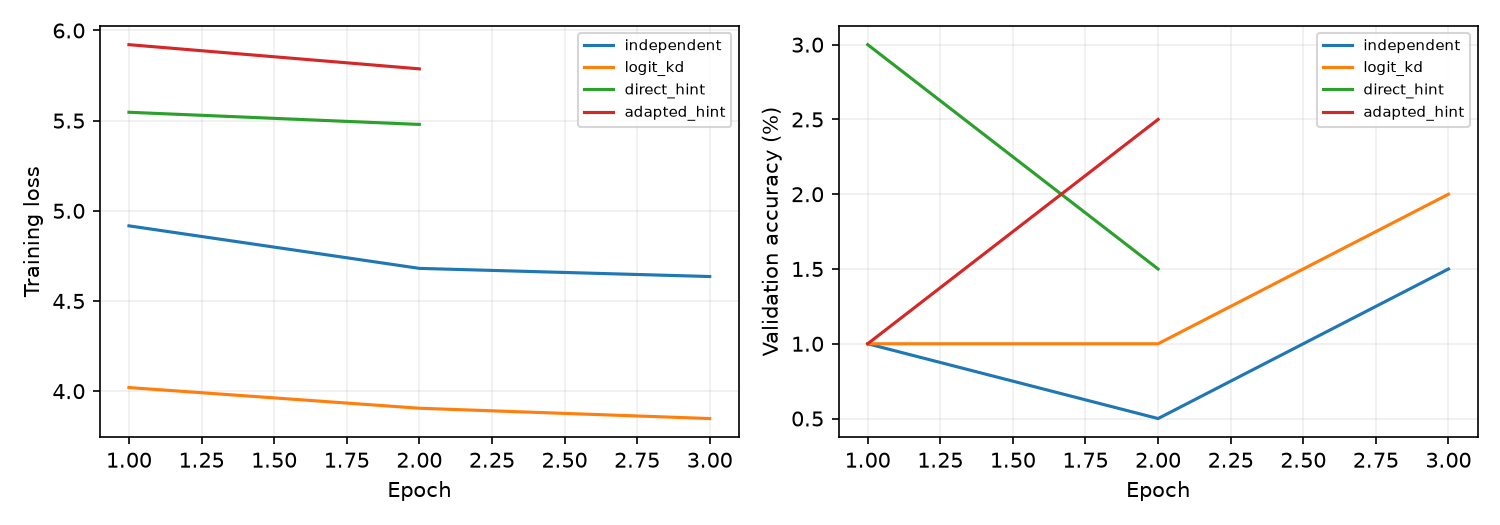 6.0
5.5
5.0
4.5
4.0
Training loss
1.00 1.25 1.50 1.75 2.00 2.25 2.50 2.75 3.00
Epoch
independent
logit_kd
direct_hint
adapted_hint
3.0
2.5
2.0
1.5
1.0
0.5
Validation accuracy (%)
1.00 1.25 1.50 1.75 2.00 2.25 2.50 2.75 3.00
Epoch
independent
logit_kd
direct_hint
adapted_hint